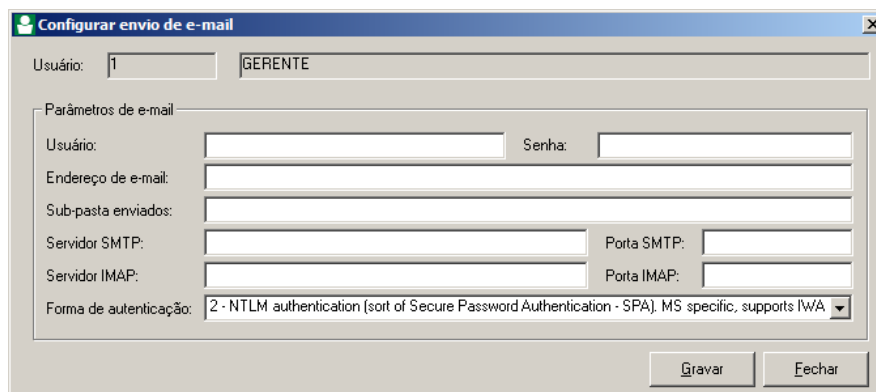 Configurar envio de e-mail
Usuário: 1 GERENTE
Parâmetros de e-mail
Usuário: Senha:
Endereço de e-mail:
Sub-pasta enviados:
Servidor SMTP: Porta SMTP:
Servidor IMAP: Porta IMAP:
Forma de autenticação: 2 - NTLM authentication (sort of Secure Password Authentication - SPA). MS specific, supports IWA
Gravar Fechar